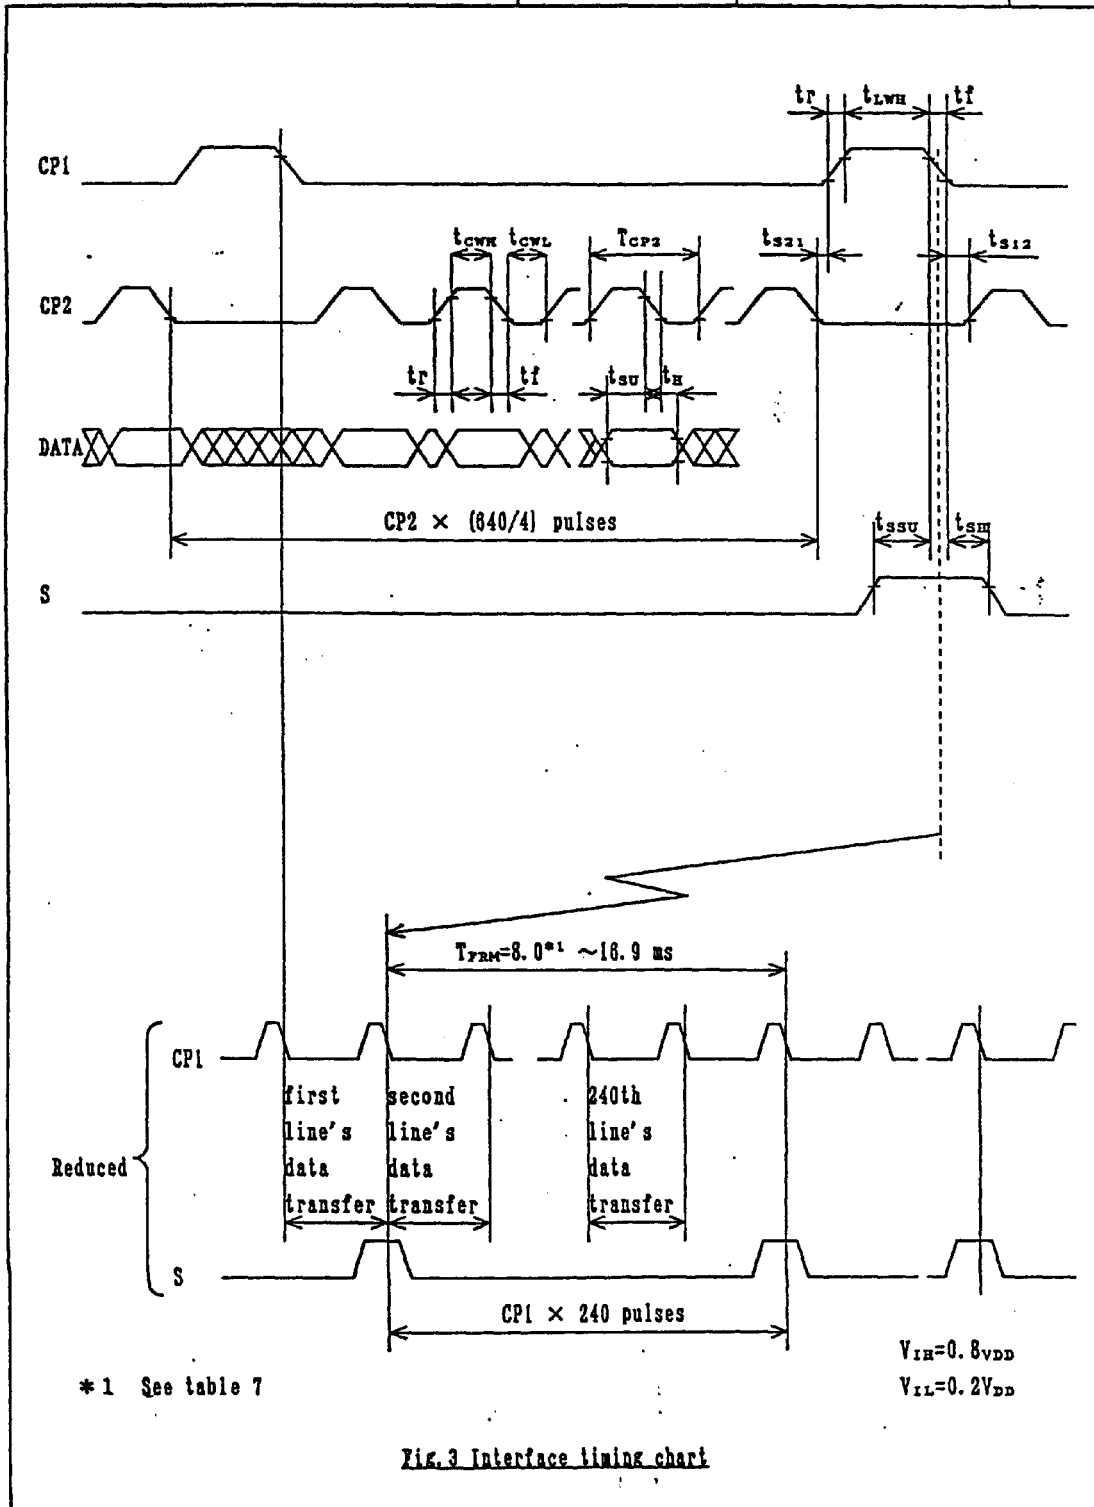 tr tLWH tf
CP1
tCWH tCWL TCP2 tS21 tS12
CP2
tr tf tSU tH
DATA
CP2 × (640/4) pulses
tSSU tSH
S
TFRM=8.0*1 ~16.9 ms
CP1
first second 240th
line's line's line's
Reduced
data data data
transfer transfer transfer
S
CP1 × 240 pulses
VIH=0.8VDD
*1 See table 7
VIL=0.2VDD
Fig. 3 Interface timing chart